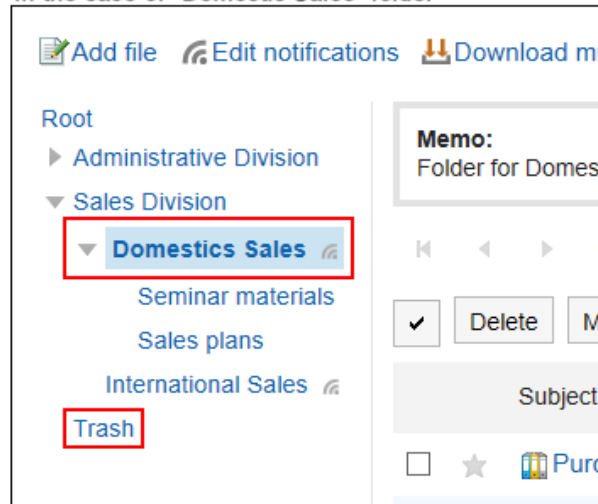 Add file Edit notifications Download
Root
Administrative Division
Sales Division
Domestics Sales
Seminar materials
Sales plans
International Sales
Trash
Memo:
Folder for Domes
Delete M
Subject
Purc